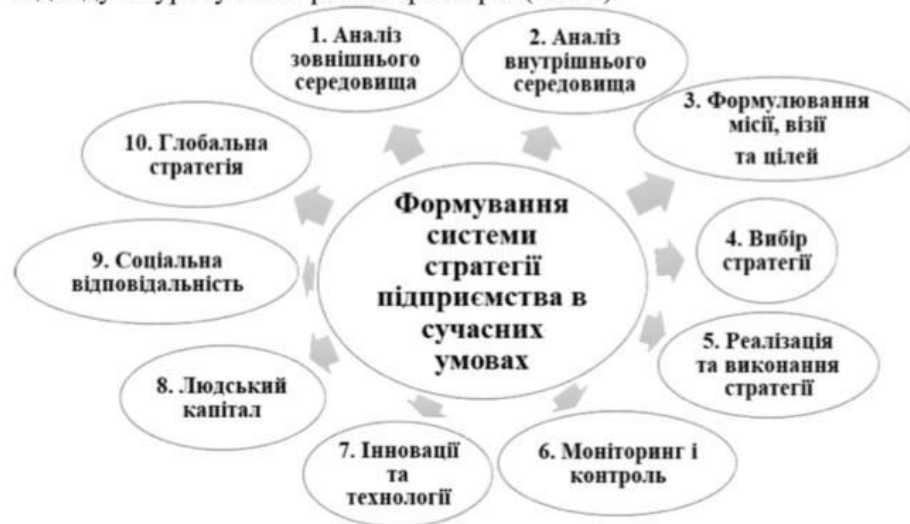 1. Аналіз
зовнішнього
середовища
2. Аналіз
внутрішнього
середовища
3. Формулювання
місії, візії
та цілей
10. Глобальна
стратегія
Формування
системи
стратегії
підприємства в
сучасних
умовах
4. Вибір
стратегії
9. Соціальна
відповідальність
5. Реалізація
та виконання
стратегії
8. Людський
капітал
7. Інновації
та
технології
6. Моніторинг і
контроль